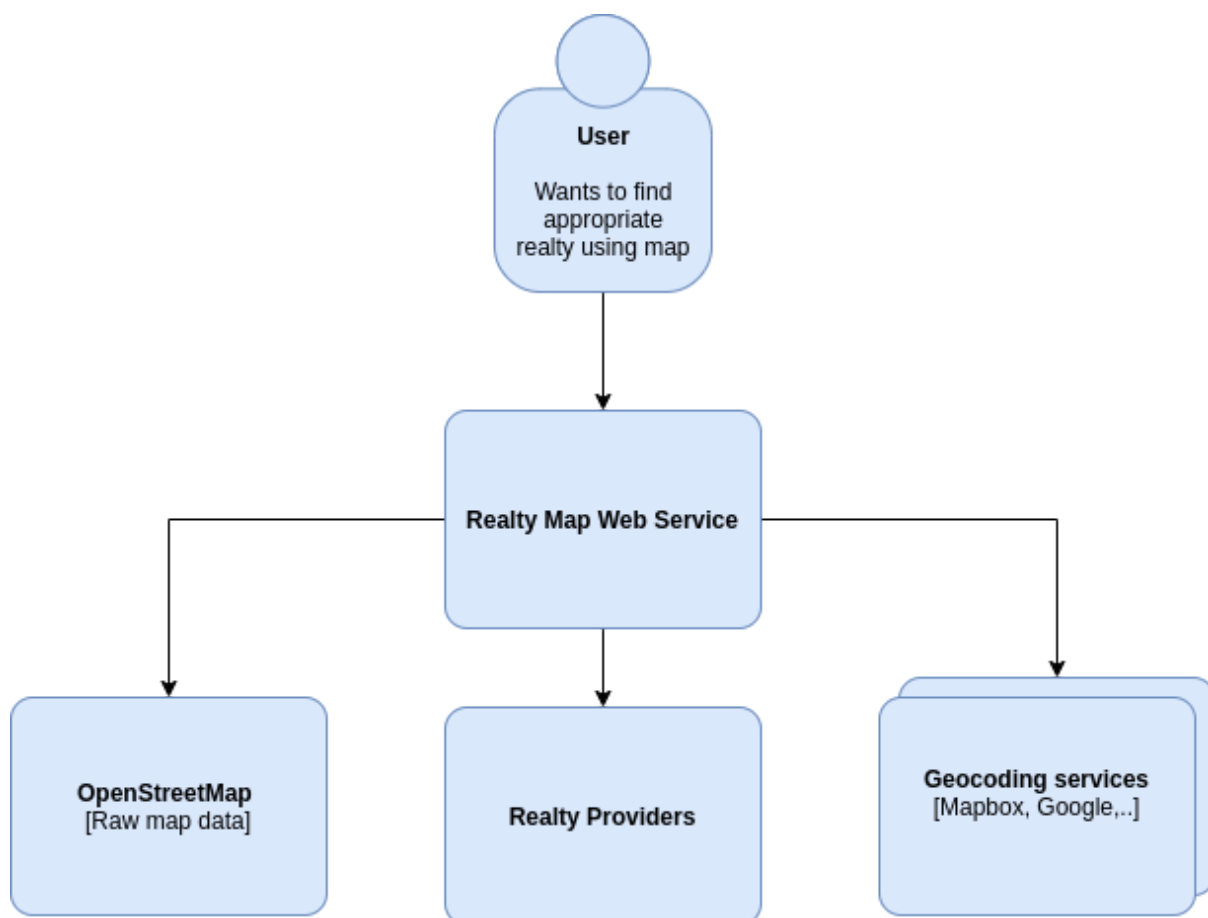 User
Wants to find
appropriate
realty using map
Realty Map Web Service
OpenStreetMap
[Raw map data]
Realty Providers
Geocoding services
[Mapbox, Google,..]